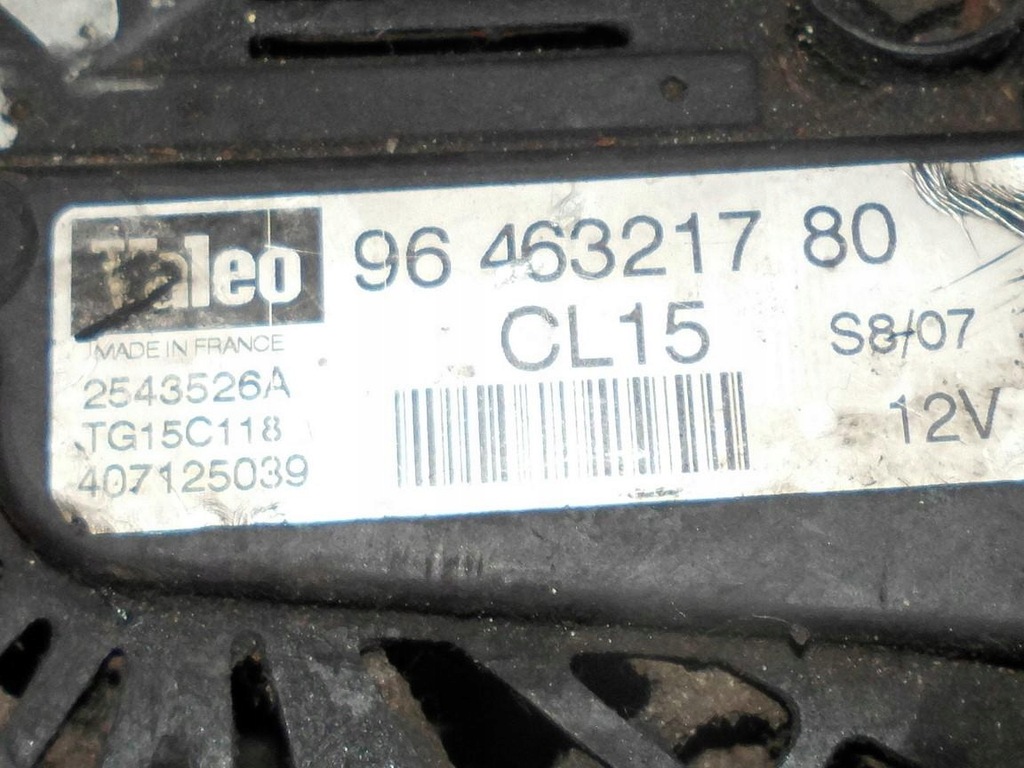 Valeo
96 463217 80
CL15
S8/07
12V
MADE IN FRANCE
2543526A
TG15C118
407125039